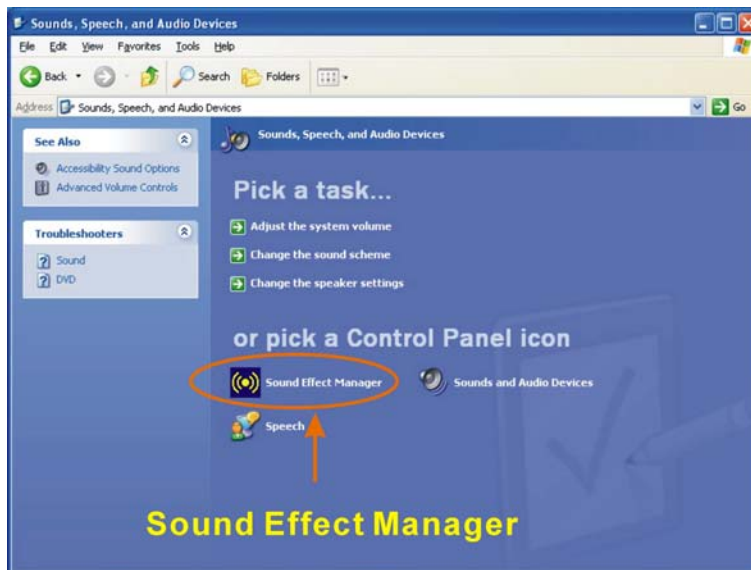 Sounds, Speech, and Audio Devices
File Edit View Favorites Tools Help
Back Search Folders
Address Sounds, Speech, and Audio Devices Go
See Also
Accessibility Sound Options
Advanced Volume Controls
Troubleshooters
Sound
DVD
Sounds, Speech, and Audio Devices
Pick a task...
Adjust the system volume
Change the sound scheme
Change the speaker settings
or pick a Control Panel icon
Sound Effect Manager Sounds and Audio Devices
Speech
Sound Effect Manager